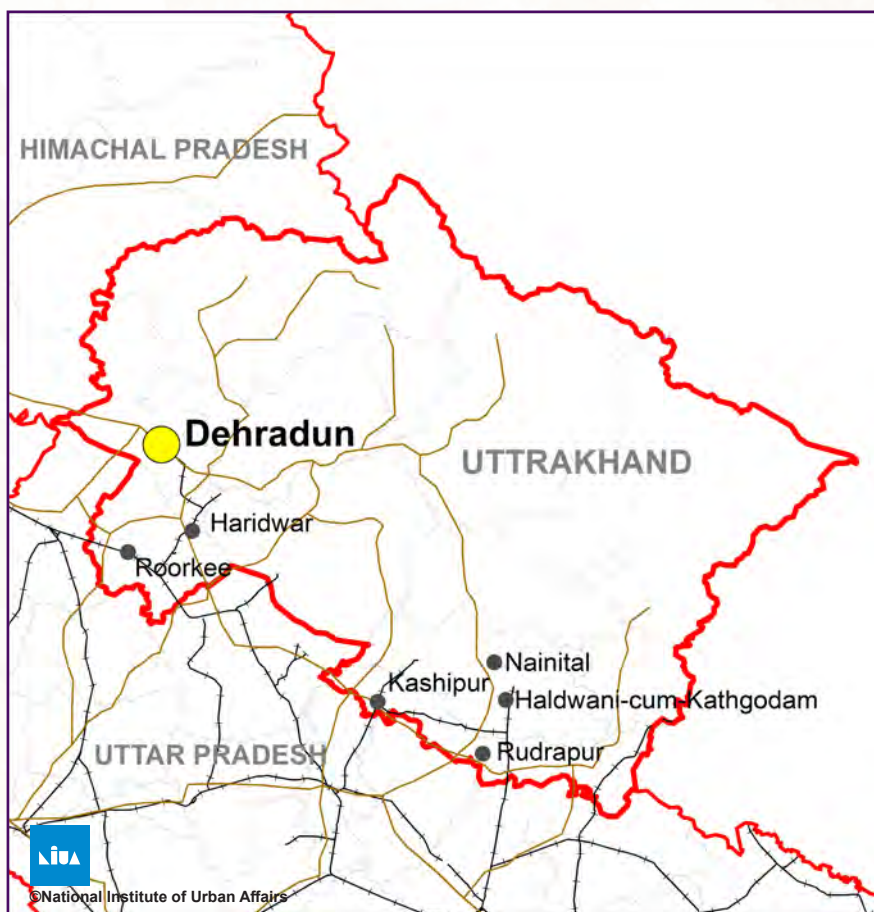 HIMACHAL PRADESH
Dehradun
UTTRAKHAND
Haridwar
Roorkee
Nainital
Kashipur
Haldwani-cum-Kathgodam
UTTAR PRADESH
Rudrapur
NIUA
©National Institute of Urban Affairs